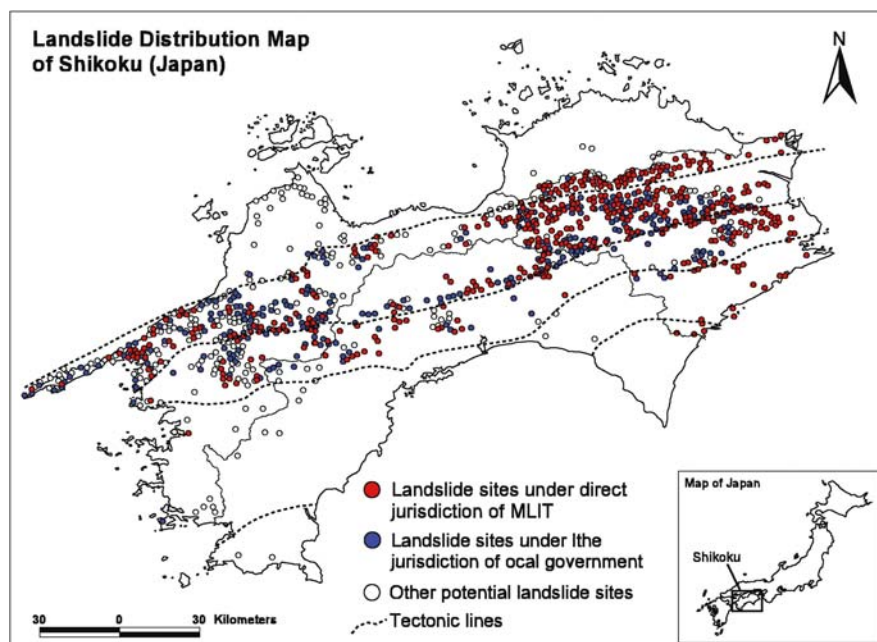 Landslide Distribution Map
of Shikoku (Japan)
N
Landslide sites under direct
jurisdiction of MLIT
Landslide sites under lthe
jurisdiction of ocal government
Other potential landslide sites
Tectonic lines
30 0 30 Kilometers
Map of Japan
Shikoku